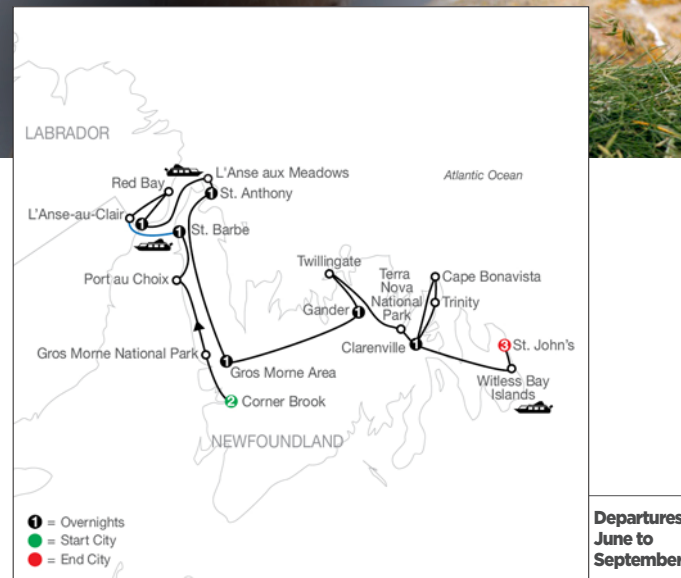 LABRADOR
L'Anse aux Meadows
Atlantic Ocean
Red Bay
1 St. Anthony
L'Anse-au-Clair
1
1 St. Barbe
Twillingate
Terra
Nova
National
Park
Cape Bonavista
Port au Choix
Trinity
Gander 1
Clarenville 1
3 St. John's
Gros Morne National Park
1
Gros Morne Area
Witless Bay
Islands
2 Corner Brook
NEWFOUNDLAND
1 = Overnights
= Start City
= End City
Departures
June to
September